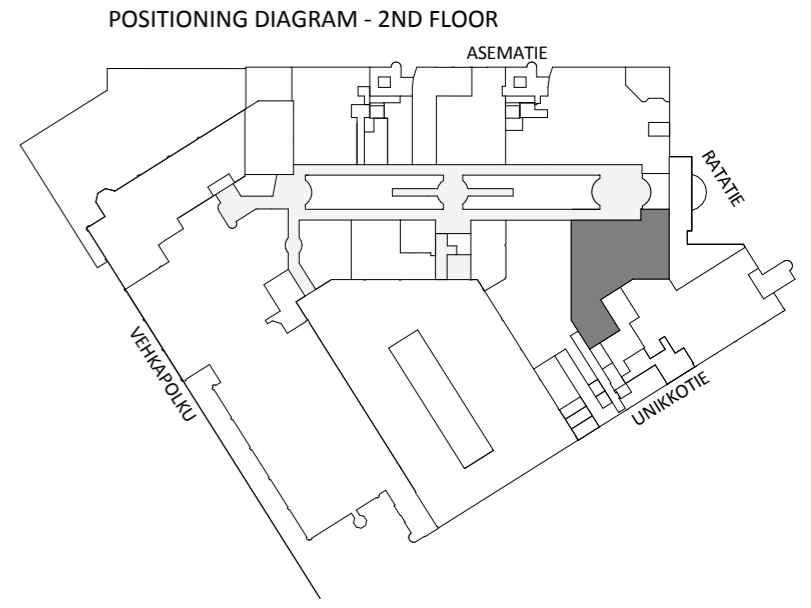 POSITIONING DIAGRAM - 2ND FLOOR
ASEMATIE
RATATIE
VEHKAPOLKU
UNIKKOTIE